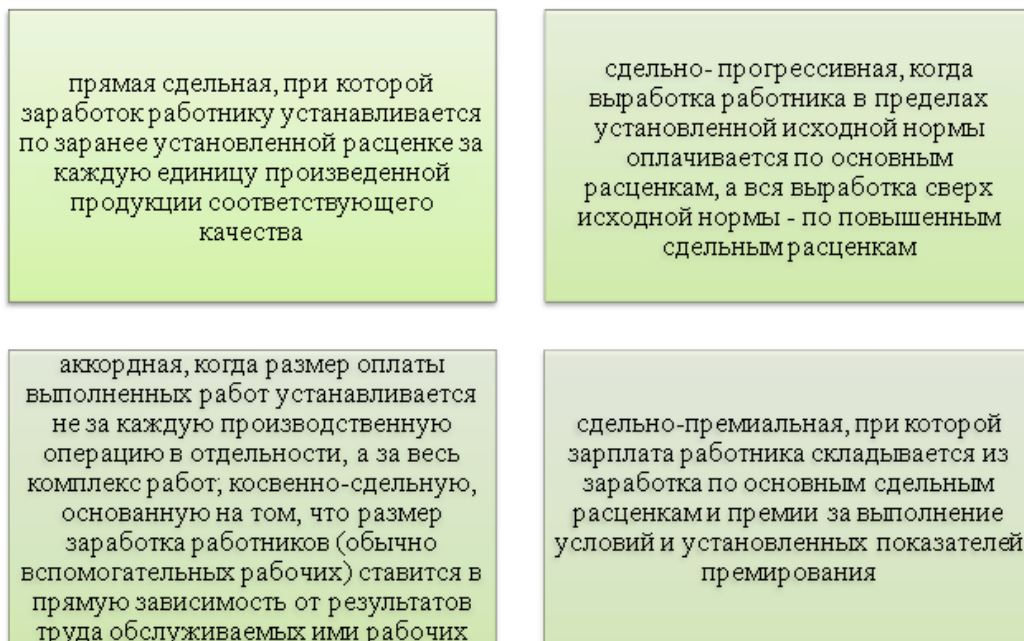 прямая сдельная, при которой
заработок работнику устанавливается
по заранее установленной расценке за
каждую единицу произведенной
продукции соответствующего
качества
сдельно- прогрессивная, когда
выработка работника в пределах
установленной исходной нормы
оплачивается по основным
расценкам, а вся выработка сверх
исходной нормы - по повышенным
сдельным расценкам
аккордная, когда размер оплаты
выполненных работ устанавливается
не за каждую производственную
операцию в отдельности, а за весь
комплекс работ; косвенно-сдельную,
основанную на том, что размер
заработка работников (обычно
вспомогательных рабочих) ставится в
прямую зависимость от результатов
труда обслуживаемых ими рабочих
сдельно-премиальная, при которой
зарплата работника складывается из
заработка по основным сдельным
расценкам и премии за выполнение
условий и установленных показателей
премирования